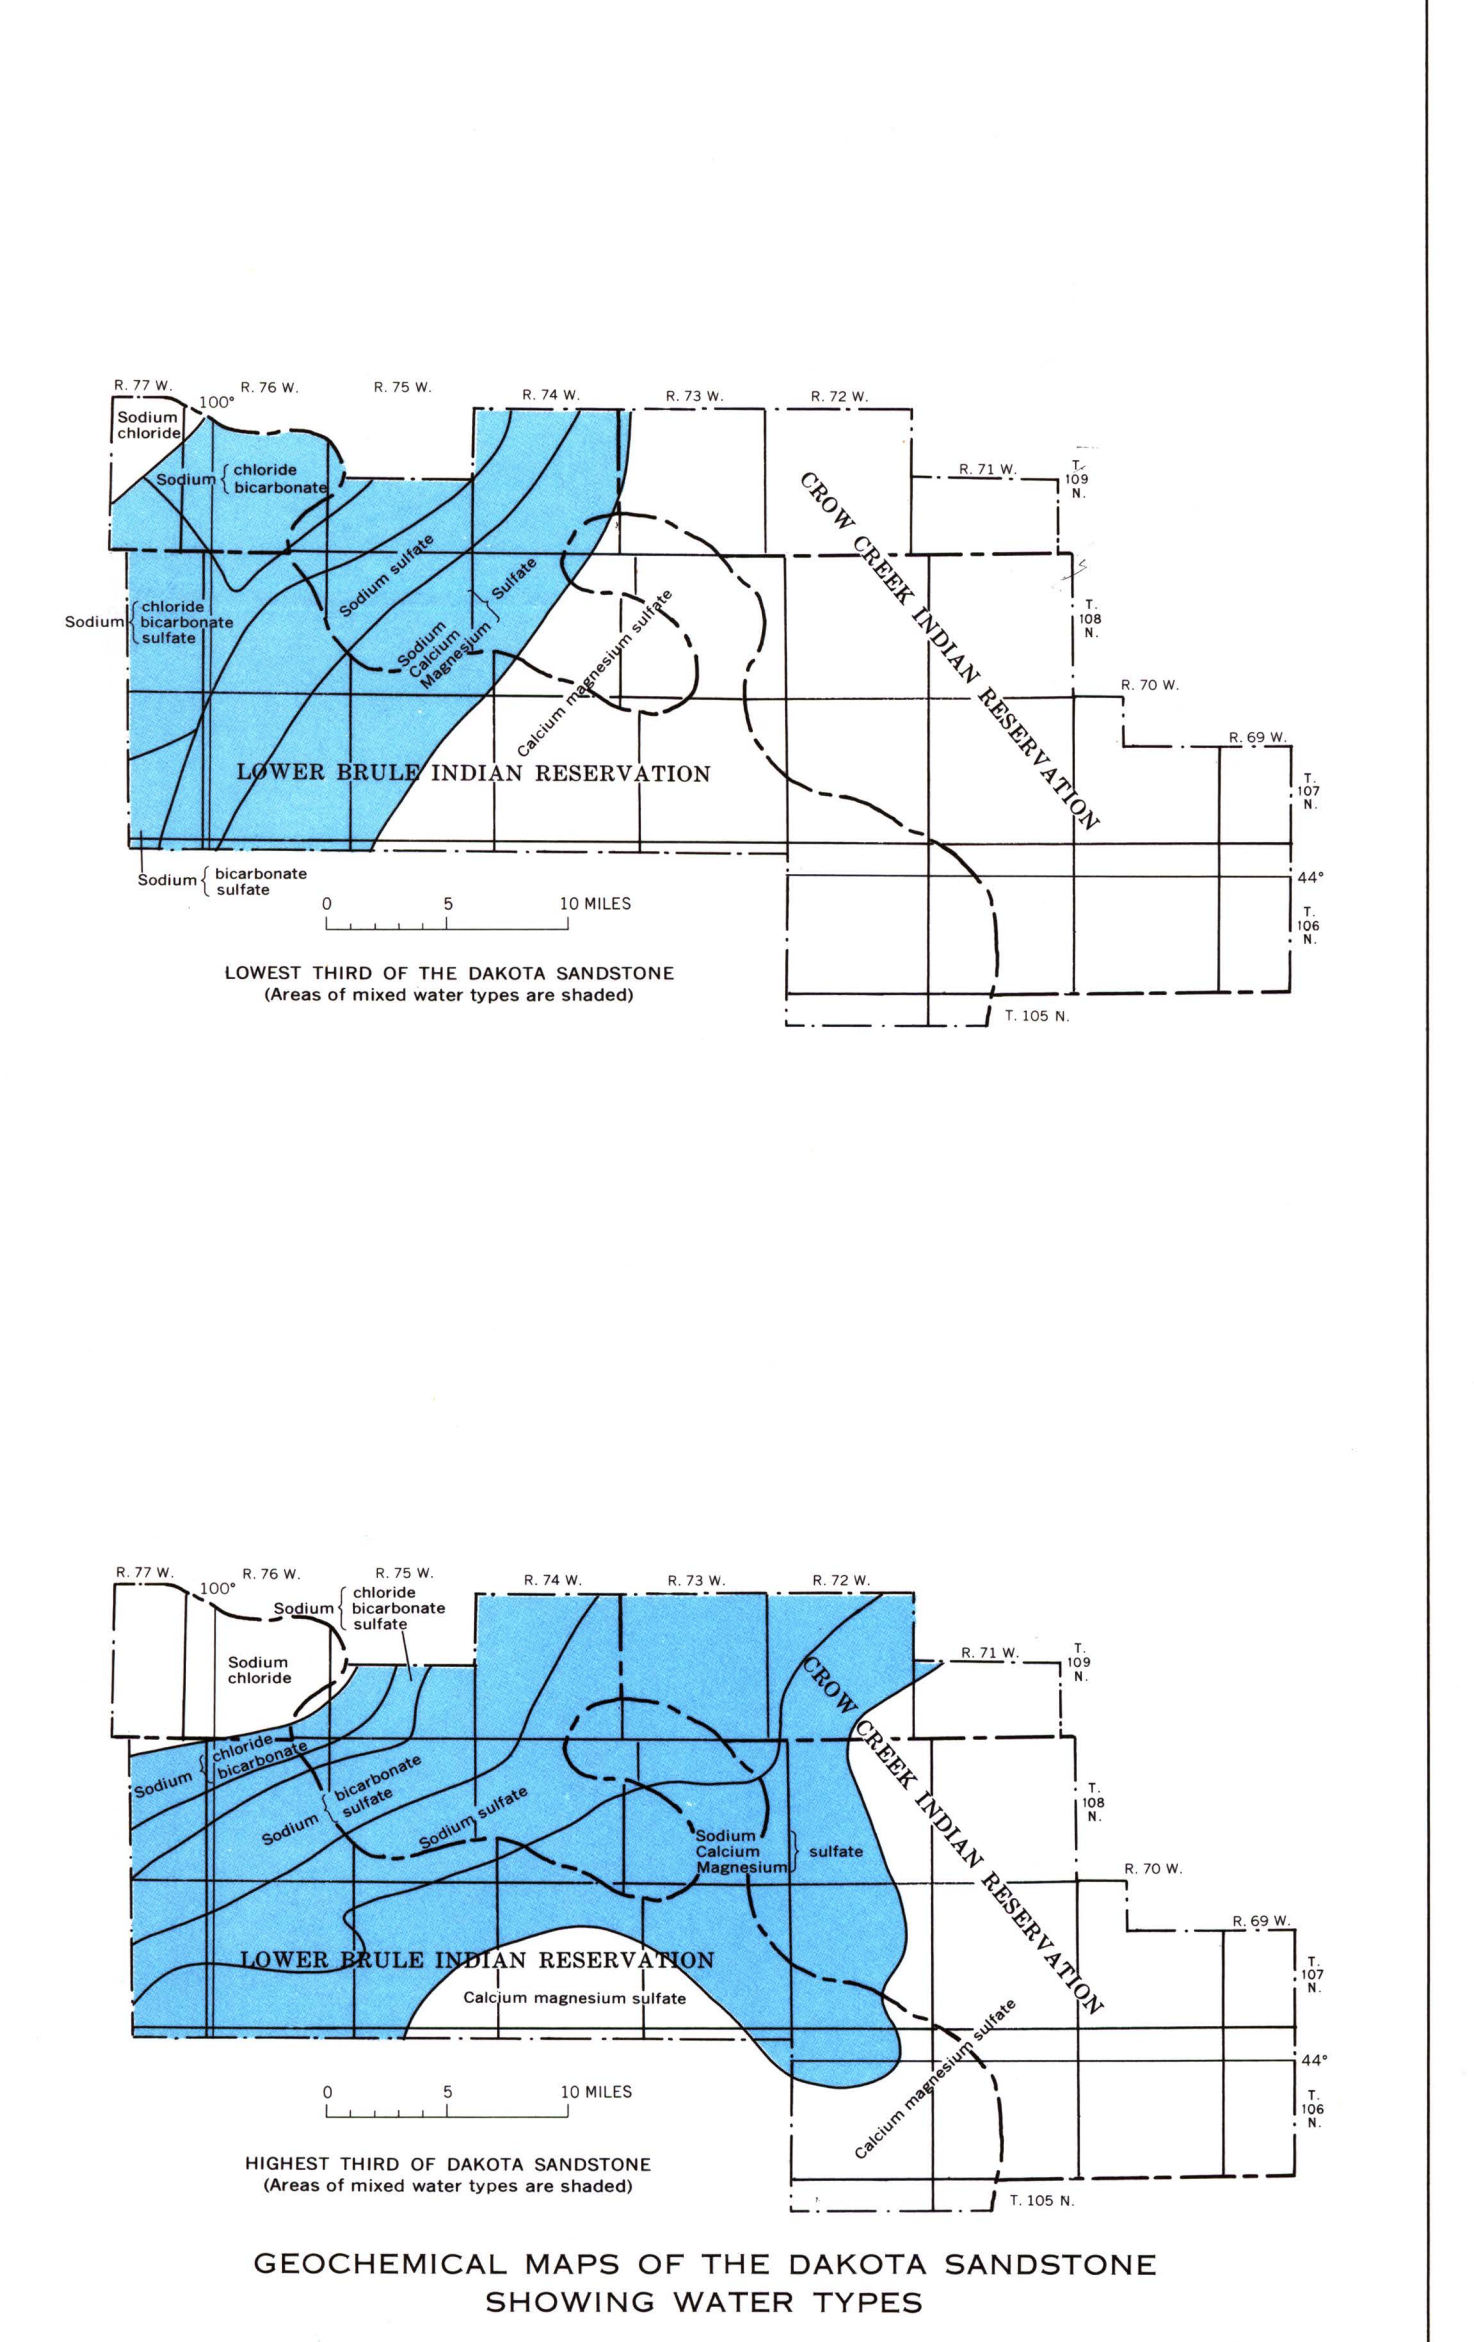 R. 77 W.
100°
R. 76 W.
R. 75 W.
R. 74 W.
R. 73 W.
R. 72 W.
Sodium
chloride
Sodium { chloride
bicarbonate
R. 71 W.
T.
109
N.
CROW CREEK INDIAN RESERVATION
Sodium sulfate
Sodium
Calcium
Magnesium } Sulfate
Calcium magnesium sulfate
Sodium { chloride
bicarbonate
sulfate
T.
108
N.
R. 70 W.
R. 69 W.
LOWER BRULE INDIAN RESERVATION
T.
107
N.
Sodium { bicarbonate
sulfate
44°
T.
106
N.
0 5 10 MILES
LOWEST THIRD OF THE DAKOTA SANDSTONE
(Areas of mixed water types are shaded)
T. 105 N.
R. 77 W.
100°
R. 76 W.
R. 75 W.
R. 74 W.
R. 73 W.
R. 72 W.
Sodium { chloride
bicarbonate
sulfate
Sodium
chloride
R. 71 W.
T.
109
N.
CROW CREEK INDIAN RESERVATION
Sodium { chloride
bicarbonate
Sodium { bicarbonate
sulfate
Sodium sulfate
Sodium
Calcium
Magnesium } sulfate
T.
108
N.
R. 70 W.
R. 69 W.
LOWER BRULE INDIAN RESERVATION
Calcium magnesium sulfate
T.
107
N.
Calcium magnesium sulfate
44°
T.
106
N.
0 5 10 MILES
HIGHEST THIRD OF DAKOTA SANDSTONE
(Areas of mixed water types are shaded)
T. 105 N.
GEOCHEMICAL MAPS OF THE DAKOTA SANDSTONE
SHOWING WATER TYPES